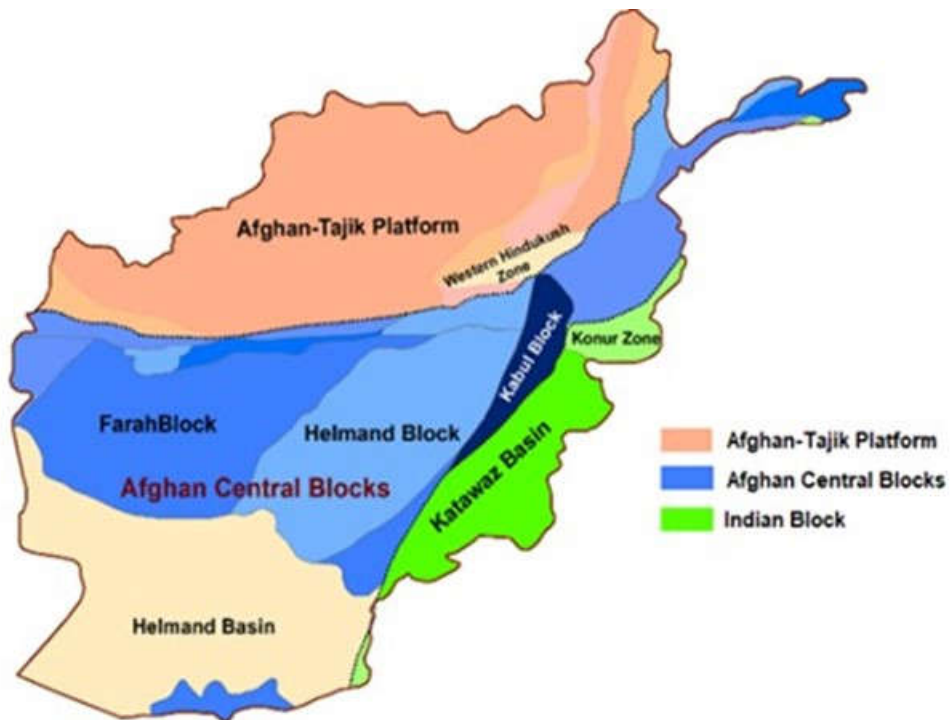 Afghan-Tajik Platform
Western Hindukush
Zone
Kabul Block
Konur Zone
FarahBlock
Helmand Block
Afghan Central Blocks
Katawaz Basin
Helmand Basin
Afghan-Tajik Platform
Afghan Central Blocks
Indian Block